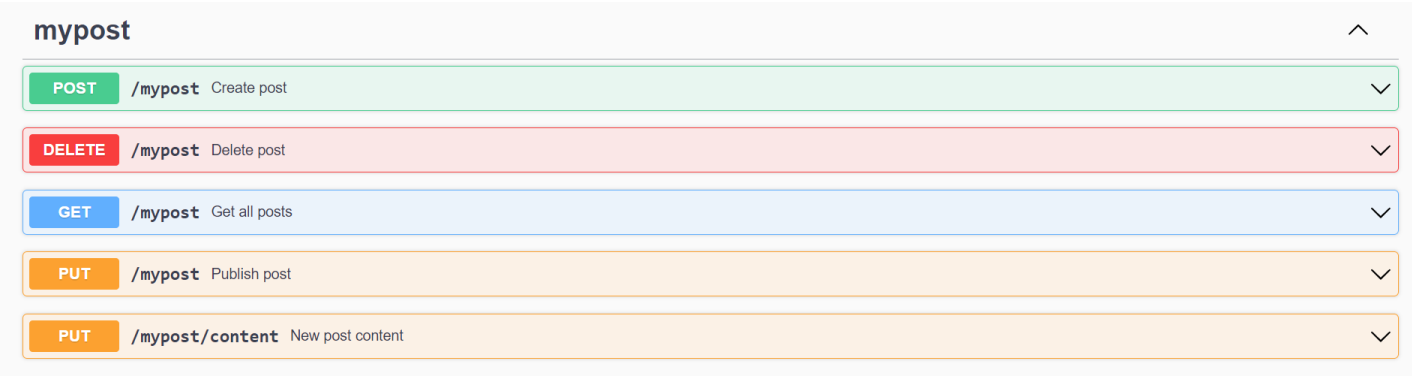 mypost
POST /mypost Create post
DELETE /mypost Delete post
GET /mypost Get all posts
PUT /mypost Publish post
PUT /mypost/content New post content